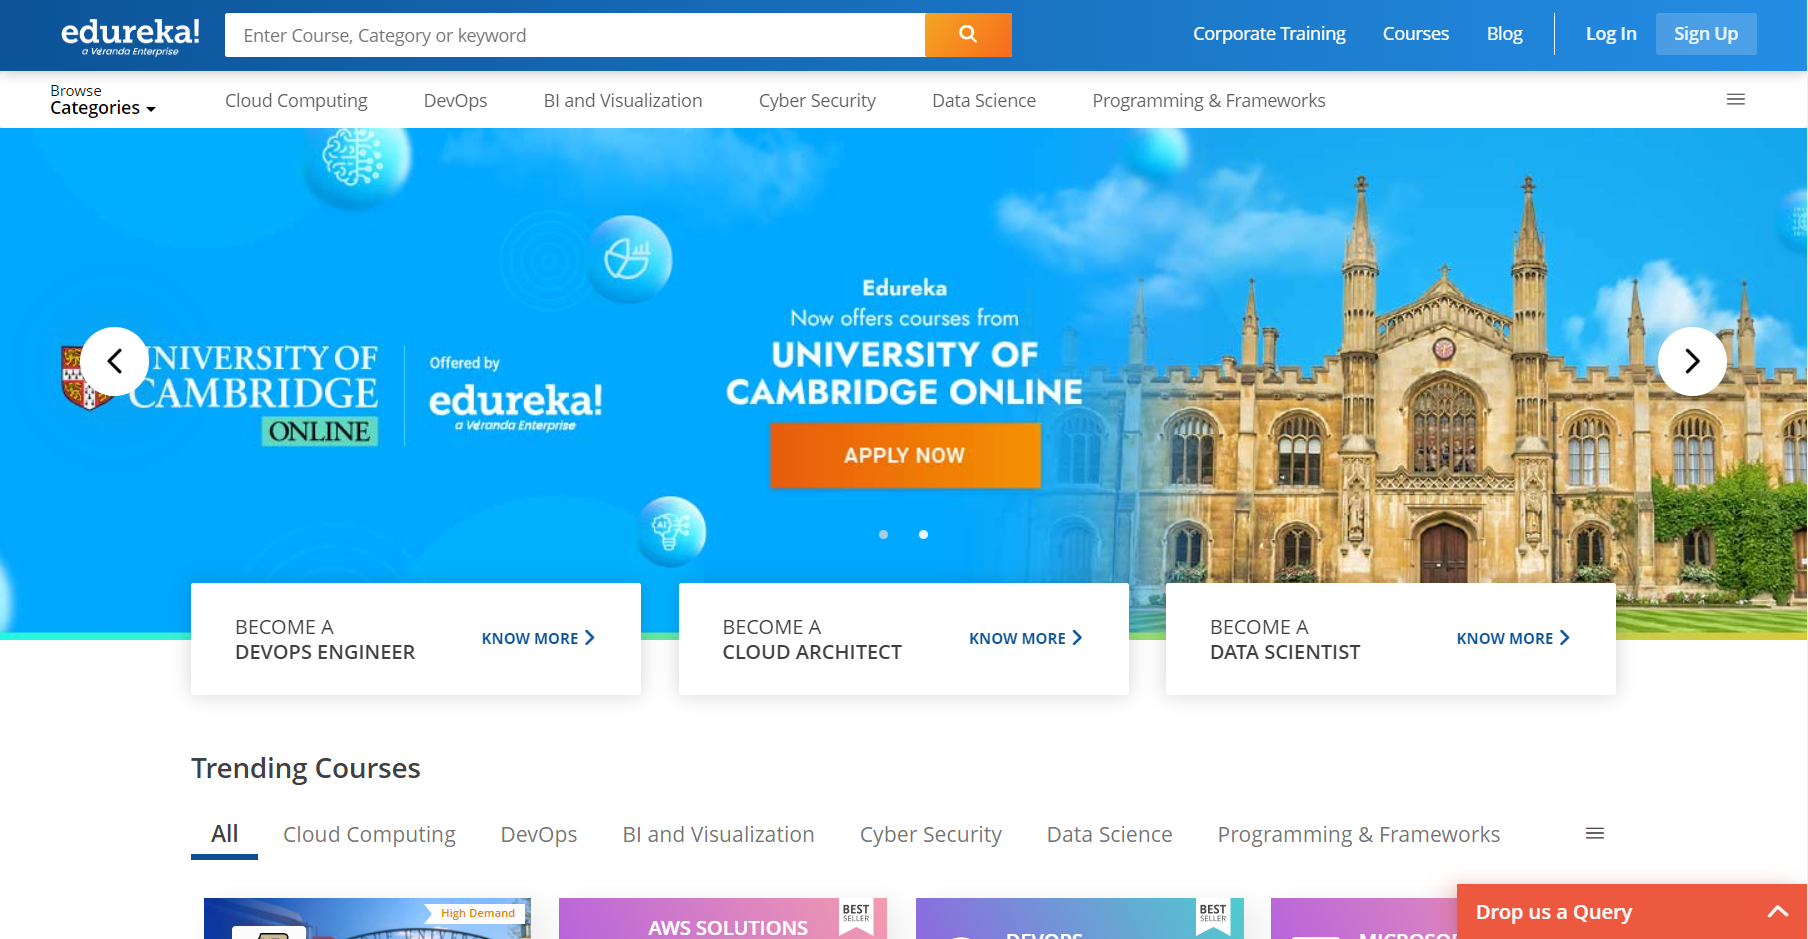 edureka!
a Veranda Enterprise
Enter Course, Category or keyword
Corporate Training
Courses
Blog
Log In
Sign Up
Browse
Categories
Cloud Computing
DevOps
BI and Visualization
Cyber Security
Data Science
Programming & Frameworks
NIVERSITY OF
CAMBRIDGE
ONLINE
Offered by
edureka!
a Veranda Enterprise
Edureka
Now offers courses from
UNIVERSITY OF
CAMBRIDGE ONLINE
APPLY NOW
AI
BECOME A
DEVOPS ENGINEER
KNOW MORE
BECOME A
CLOUD ARCHITECT
KNOW MORE
BECOME A
DATA SCIENTIST
KNOW MORE
Trending Courses
All
Cloud Computing
DevOps
BI and Visualization
Cyber Security
Data Science
Programming & Frameworks
High Demand
AWS SOLUTIONS
BEST
SELLER
DEVOPS
BEST
SELLER
Drop us a Query